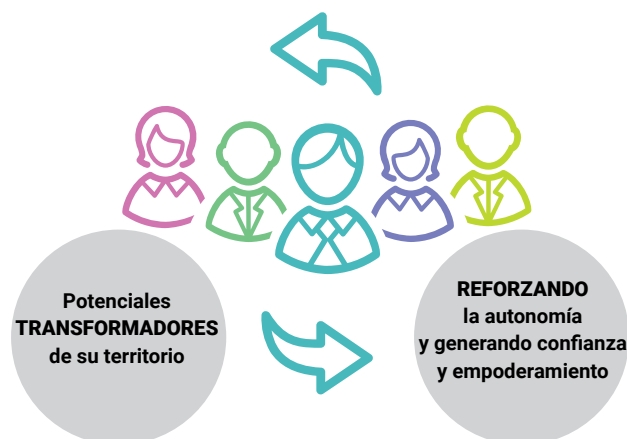 Potenciales
TRANSFORMADORES
de su territorio
REFORZANDO
la autonomía
y generando confianza
y empoderamiento